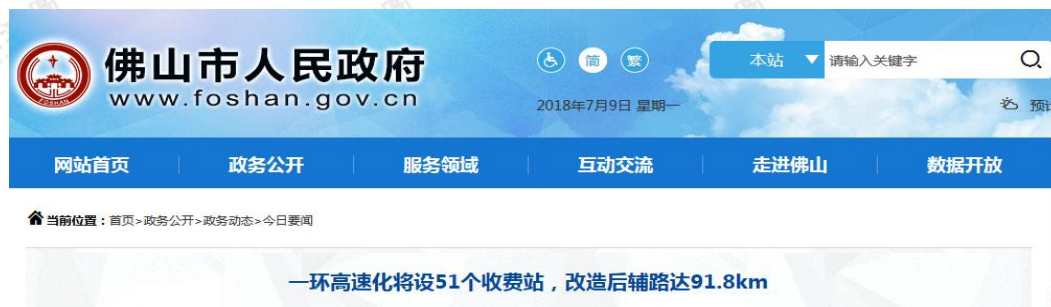 佛山市人民政府
www.foshan.gov.cn
简 繁
2018年7月9日 星期一
本站 请输入关键字
网站首页 政务公开 服务领域 互动交流 走进佛山 数据开放
当前位置：首页>政务公开>政务动态>今日要闻
一环高速化将设51个收费站，改造后辅路达91.8km